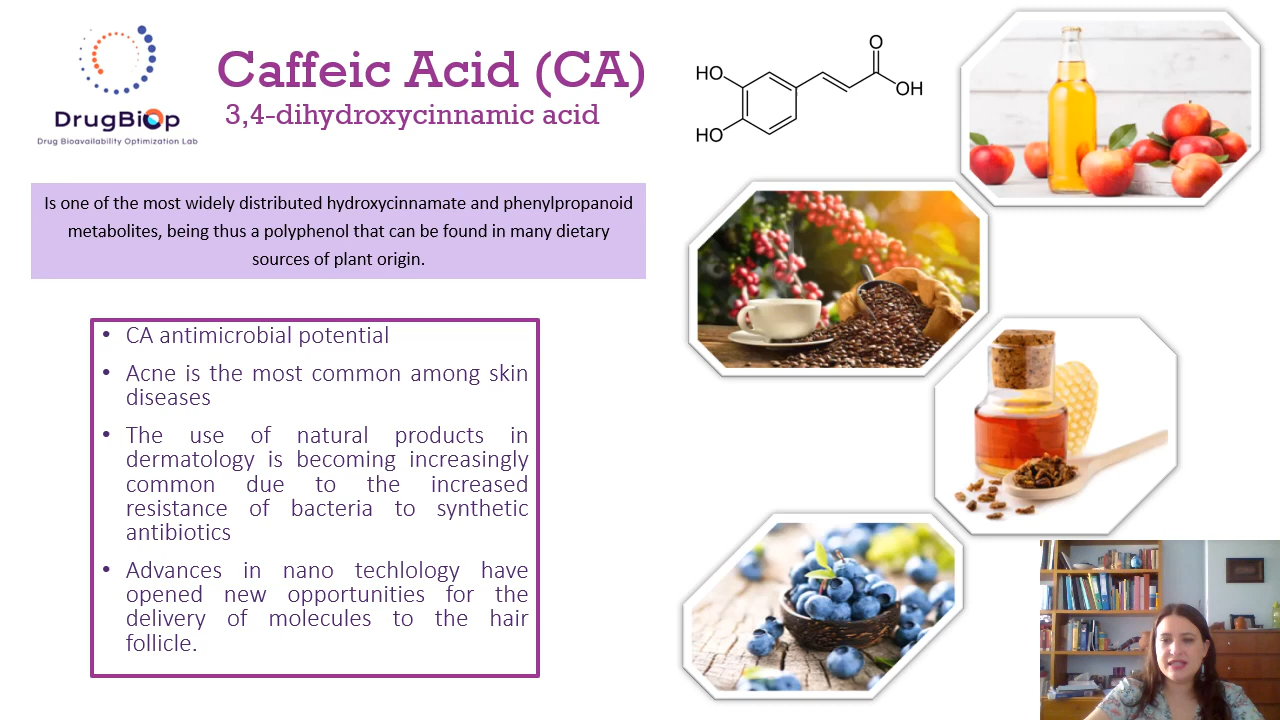 DrugBiOp
Drug Bioavailability Optimization Lab
Caffeic Acid (CA)
3,4-dihydroxycinnamic acid
HO
HO
O
OH
Is one of the most widely distributed hydroxycinnamate and phenylpropanoid
metabolites, being thus a polyphenol that can be found in many dietary
sources of plant origin.
• CA antimicrobial potential
• Acne is the most common among skin
diseases
• The use of natural products in
dermatology is becoming increasingly
common due to the increased
resistance of bacteria to synthetic
antibiotics
• Advances in nano techlology have
opened new opportunities for the
delivery of molecules to the hair
follicle.